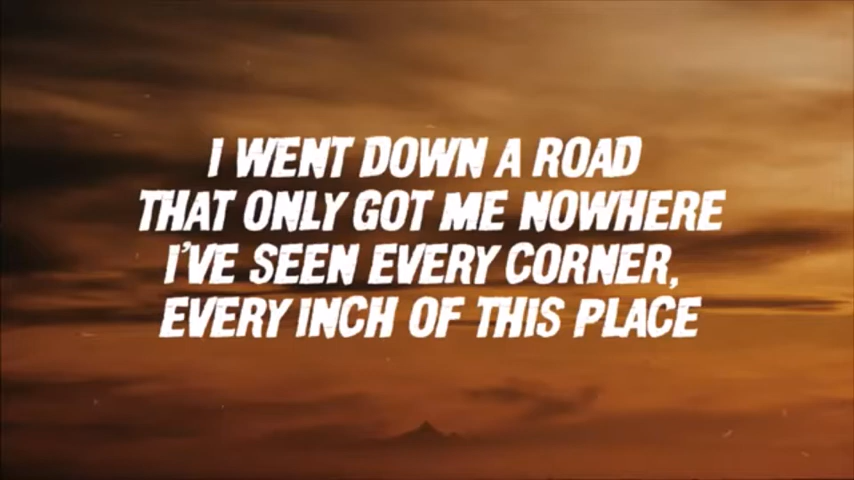 I WENT DOWN A ROAD
THAT ONLY GOT ME NOWHERE
I'VE SEEN EVERY CORNER,
EVERY INCH OF THIS PLACE